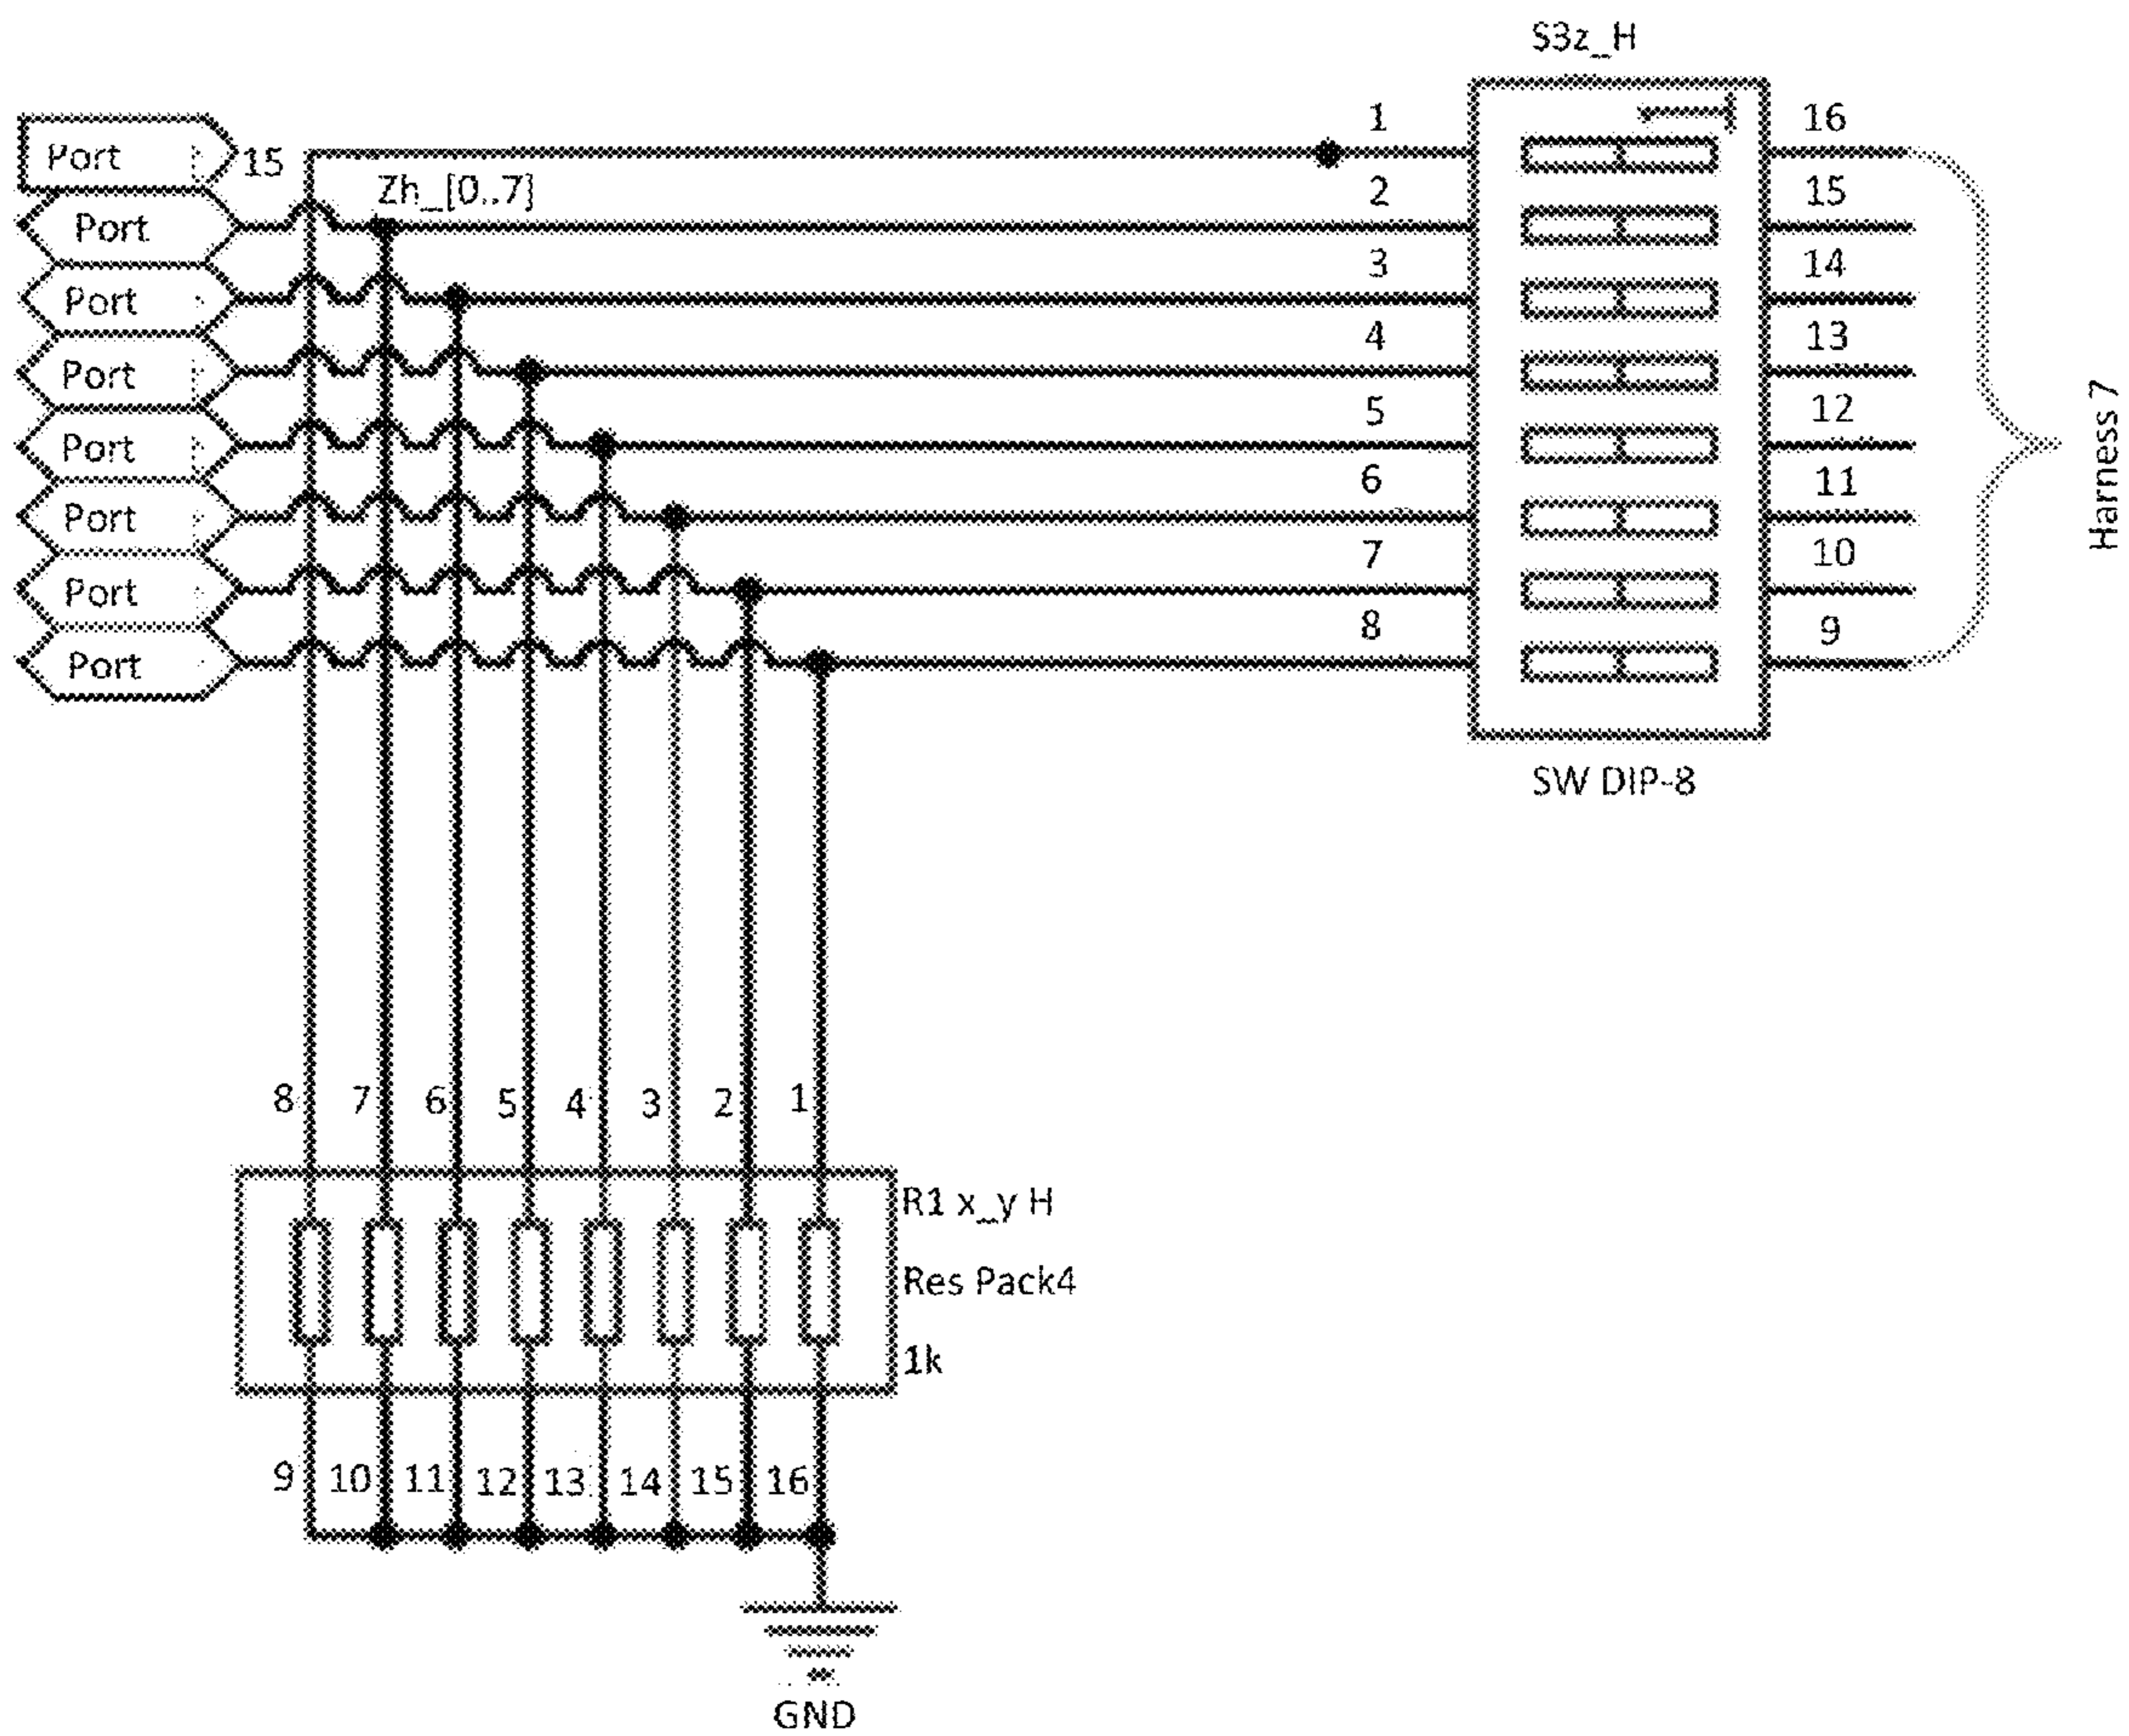 S3z_H
1 16
Port 15
Zh_[0..7]
2 15
Port
3 14
Port
4 13
Port
5 12
Port
6 11
Port
7 10
Port
8 9
Port
Harness 7
SW DIP-8
8 7 6 5 4 3 2 1
R1 x_y H
Res Pack4
1k
9 10 11 12 13 14 15 16
GND